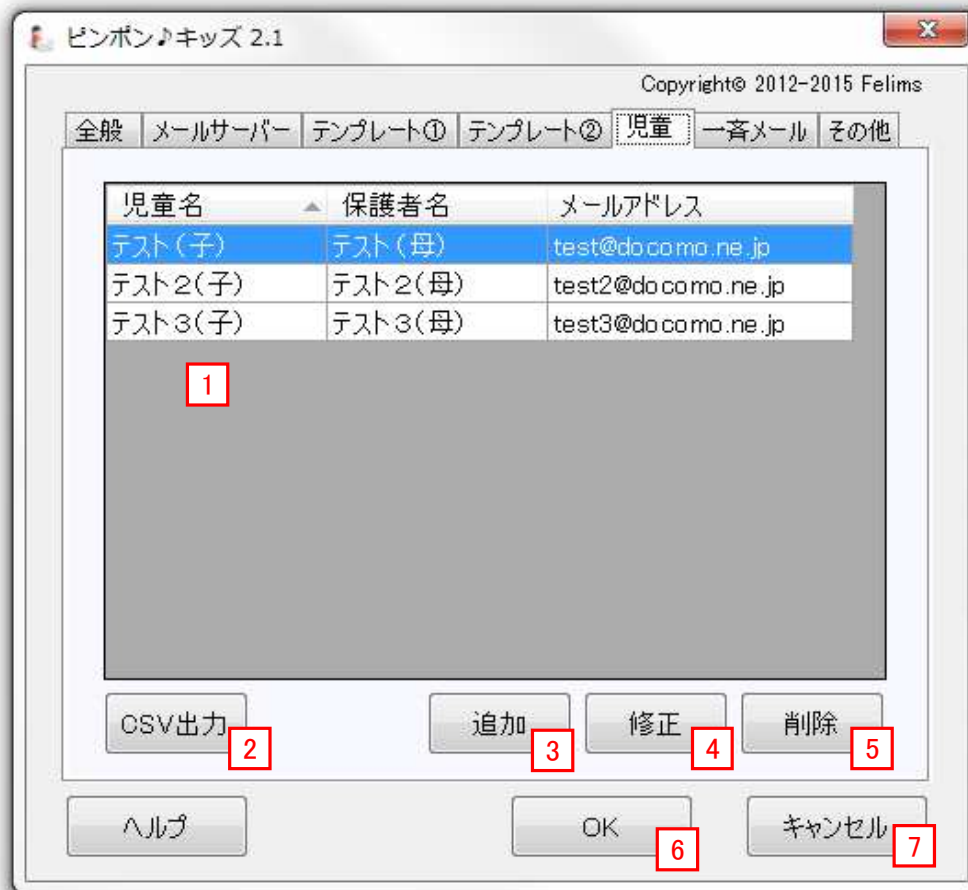 ピンポン♪キッズ 2.1
Copyright© 2012-2015 Felims
全般 メールサーバー テンプレート① テンプレート② 児童 一斉メール その他
児童名 保護者名 メールアドレス
テスト(子) テスト(母) test@docomo.ne.jp
テスト2(子) テスト2(母) test2@docomo.ne.jp
テスト3(子) テスト3(母) test3@docomo.ne.jp
1
CSV出力 2 追加 3 修正 4 削除 5
ヘルプ OK 6 キャンセル 7